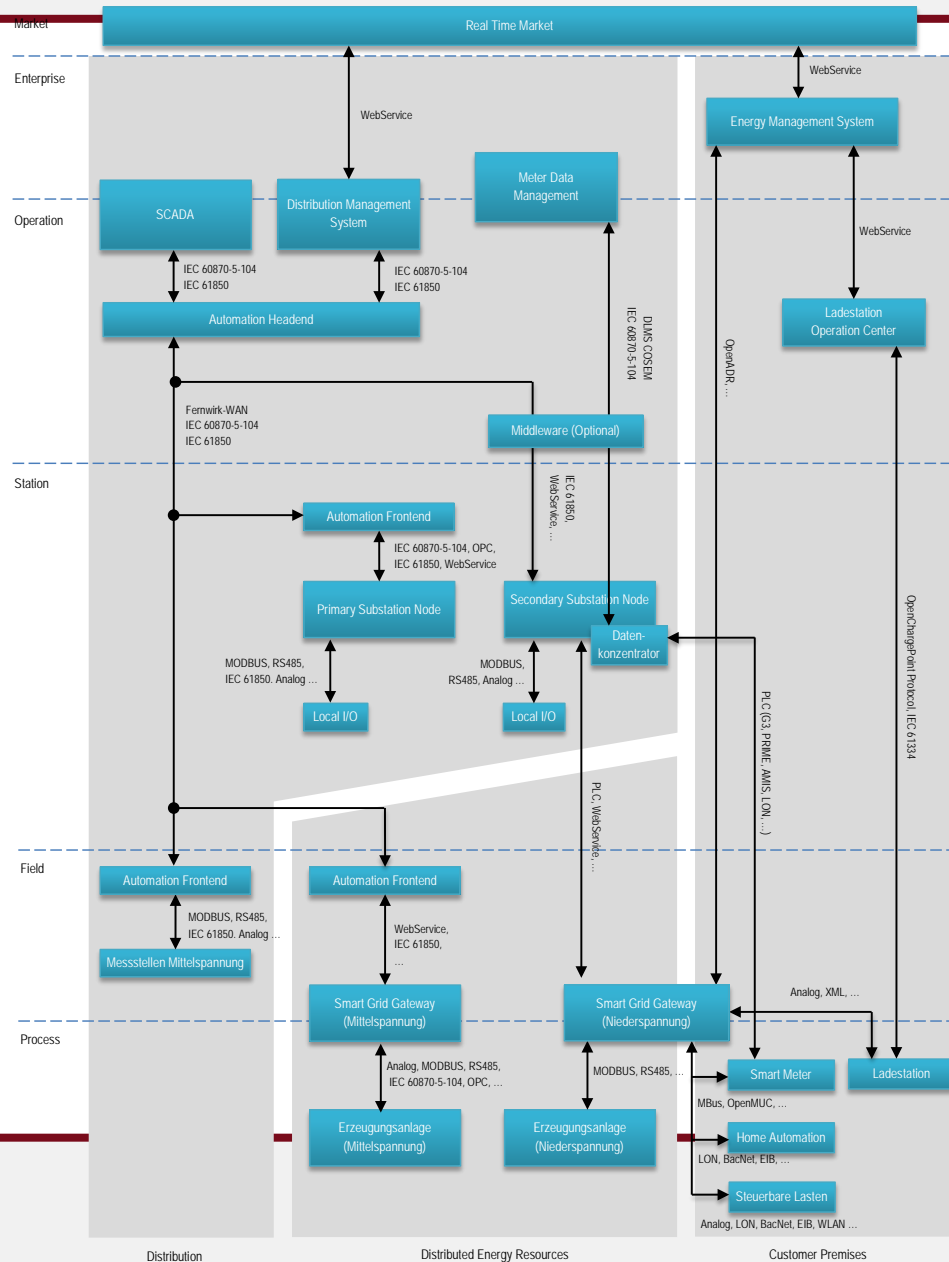 Market
Real Time Market
Enterprise
WebService
WebService
Energy Management System
Meter Data
Management
Operation
SCADA
Distribution Management
System
WebService
IEC 60870-5-104
IEC 61850
IEC 60870-5-104
IEC 61850
Automation Headend
Ladestation
Operation Center
DLMS COSEM
IEC 60870-5-104
OpenADR, ...
Fernwirk-WAN
IEC 60870-5-104
IEC 61850
Middleware (Optional)
Station
IEC 61850,
WebService,
...
Automation Frontend
IEC 60870-5-104, OPC,
IEC 61850, WebService
Primary Substation Node
Secondary Substation Node
Daten-
konzentrator
OpenChargePoint Protocol, IEC 61334
MODBUS, RS485,
IEC 61850. Analog ...
MODBUS,
RS485, Analog ...
Local I/O
Local I/O
PLC (G3, PRIME, AMIS, LON, ...)
PLC, WebService,
...
Field
Automation Frontend
Automation Frontend
MODBUS, RS485,
IEC 61850. Analog ...
WebService,
IEC 61850,
...
Messstellen Mittelspannung
Smart Grid Gateway
(Mittelspannung)
Smart Grid Gateway
(Niederspannung)
Analog, XML, ...
Process
Analog, MODBUS, RS485,
IEC 60870-5-104, OPC, ...
MODBUS, RS485, ...
Smart Meter
Ladestation
MBus, OpenMUC, ...
Erzeugungsanlage
(Mittelspannung)
Erzeugungsanlage
(Niederspannung)
Home Automation
LON, BacNet, EIB, ...
Steuerbare Lasten
Analog, LON, BacNet, EIB, WLAN ...
Distribution
Distributed Energy Resources
Customer Premises